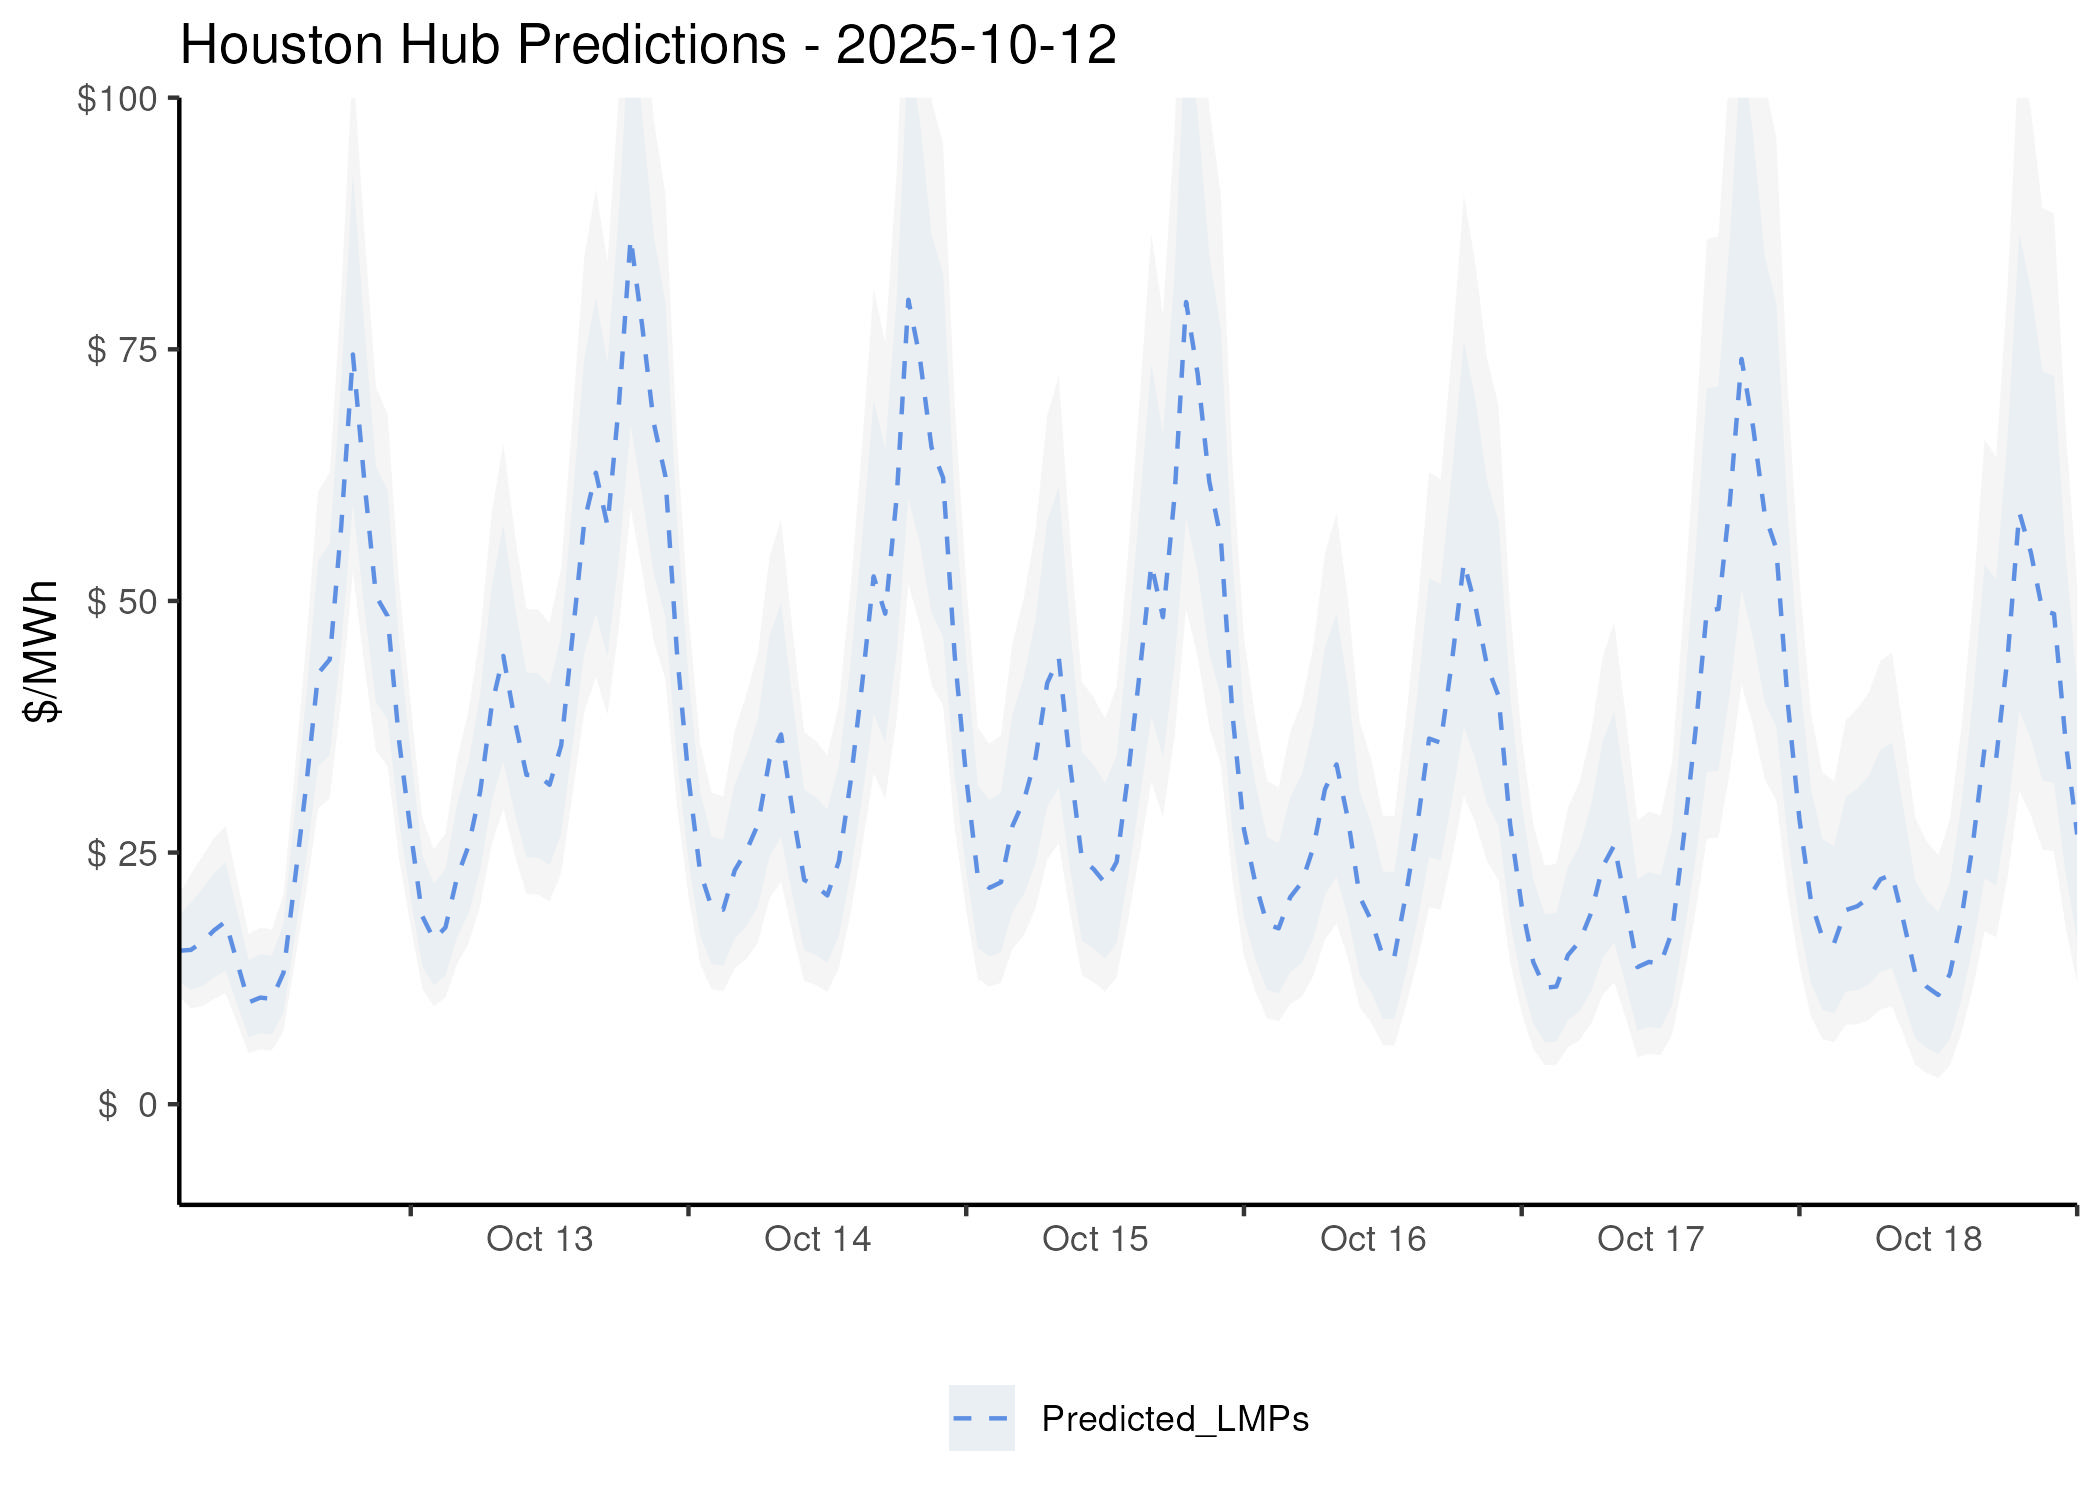 Houston Hub Predictions - 2025-10-12
$100
$ 75
$ 50
$ 25
$  0
$/MWh
Oct 13 Oct 14 Oct 15 Oct 16 Oct 17 Oct 18
Predicted_LMPs